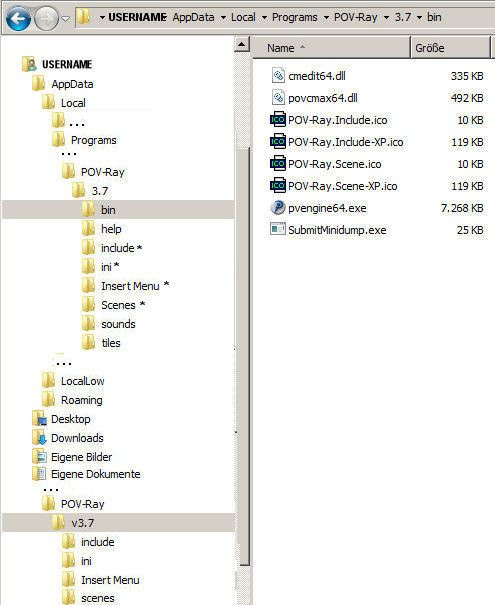 USERNAME AppData Local Programs POV-Ray 3.7 bin
Name Größe
USERNAME
AppData
Local
...
Programs
...
POV-Ray
3.7
bin
help
include *
ini *
Insert Menu *
Scenes *
sounds
tiles
...
LocalLow
Roaming
Desktop
Downloads
Eigene Bilder
Eigene Dokumente
...
POV-Ray
v3.7
include
ini
Insert Menu
scenes
cmedit64.dll 335 KB
povcmax64.dll 492 KB
POV-Ray.Include.ico 10 KB
POV-Ray.Include-XP.ico 119 KB
POV-Ray.Scene.ico 10 KB
POV-Ray.Scene-XP.ico 119 KB
pvengine64.exe 7.268 KB
SubmitMinidump.exe 25 KB